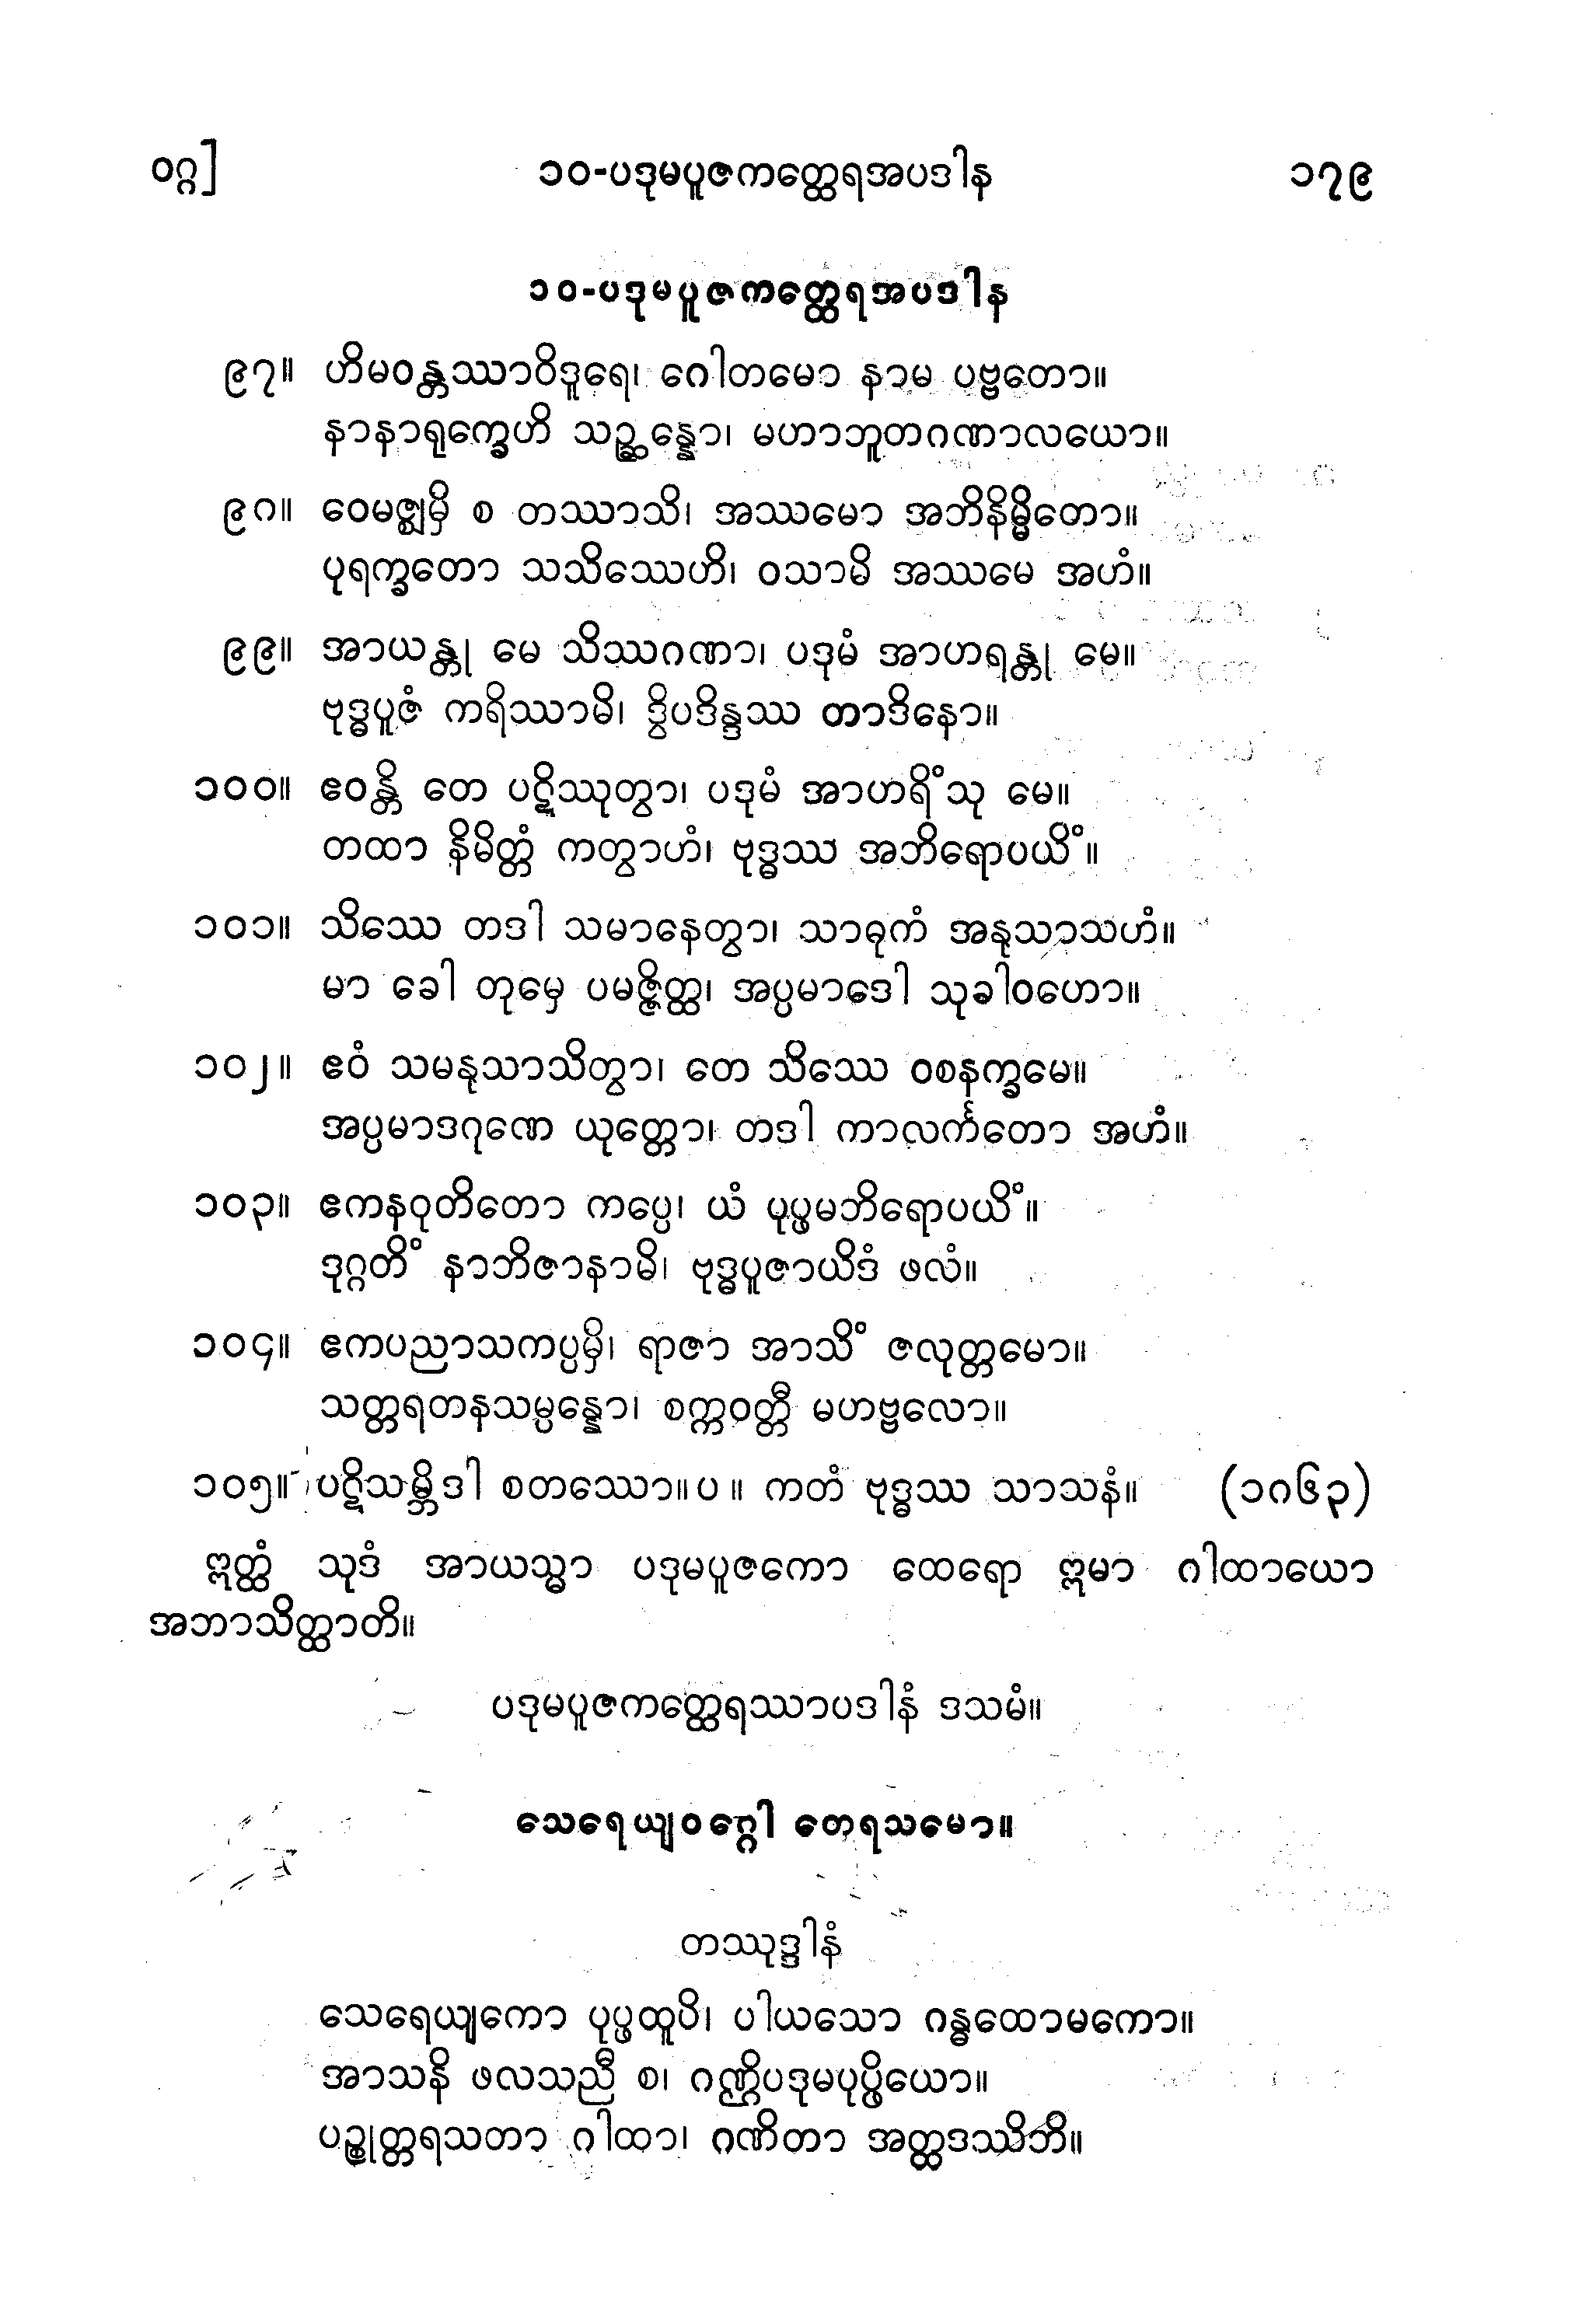 ဝဂ္ဂ]	၁၀-ပဒုမပူဇကတ္ထေရအပဒါန	၁၇၉
၁၀-ပဒုမပူဇကတ္ထေရအပဒါန
၉၇။ ဟိမဝန္တဿာဝိဒူရေ၊ ဂေါတမော နာမ ပဗ္ဗတော။
နာနာရုက္ခေဟိ သဉ္ဆန္နော၊ မဟာဘူတဂဏာလယော။
၉၈။ ဝေမဇ္ဈမှိ စ တဿာသိ၊ အဿမော အဘိနိမ္မိတော။
ပုရက္ခတော သသိဿေဟိ၊ ဝသာမိ အဿမေ အဟံ။
၉၉။ အာယန္တု မေ သိဿဂဏာ၊ ပဒုမံ အာဟရန္တု မေ။
ဗုဒ္ဓပူဇံ ကရိဿာမိ၊ ဒွိပဒိန္ဒဿ တာဒိနော။
၁၀၀။ ဧဝန္တိ တေ ပဋိဿုတွာ၊ ပဒုမံ အာဟရိံသု မေ။
တထာ နိမိတ္တံ ကတွာဟံ၊ ဗုဒ္ဓဿ အဘိရောပယိံ။
၁၀၁။ သိဿေ တဒါ သမာနေတွာ၊ သာဓုကံ အနုသာသဟံ။
မာ ခေါ တုမှေ ပမဇ္ဇိတ္ထ၊ အပ္ပမာဒေါ သုခါဝဟော။
၁၀၂။ ဧဝံ သမနုသာသိတွာ၊ တေ သိဿေ ဝစနက္ခမေ။
အပ္ပမာဒဂုဏေ ယုတ္တော၊ တဒါ ကာလင်္ကတော အဟံ။
၁၀၃။ ဧကနဝုတိတော ကပ္ပေ၊ ယံ ပုပ္ဖမဘိရောပယိံ။
ဒုဂ္ဂတိံ နာဘိဇာနာမိ၊ ဗုဒ္ဓပူဇာယိဒံ ဖလံ။
၁၀၄။ ဧကပညာသကပ္ပမှိ၊ ရာဇာ အာသိံ ဇလုတ္တမော။
သတ္တရတနသမ္ပန္နော၊ စက္ကဝတ္တီ မဟဗ္ဗလော။
၁၀၅။ ပဋိသမ္ဘိဒါ စတဿော။ ပ ။ ကတံ ဗုဒ္ဓဿ သာသနံ။ (၁၈၆၃)
ဣတ္ထံ သုဒံ အာယသ္မာ ပဒုမပူဇကော ထေရော ဣမာ ဂါထာယော
အဘာသိတ္ထာတိ။
ပဒုမပူဇကတ္ထေရဿာပဒါနံ ဒသမံ။
သေရေယျဝဂ္ဂေါ တေရသမော။
တဿုဒ္ဒါနံ
သေရေယျကော ပုပ္ဖထူပိ၊ ပါယသော ဂန္ဓထောမကော။
အာသနိ ဖလသညီ စ၊ ဂဏ္ဌိပဒုမပုပ္ဖိယော။
ပဉ္စုတ္တရသတာ ဂါထာ၊ ဂဏိတာ အတ္ထဒဿိဘိ။